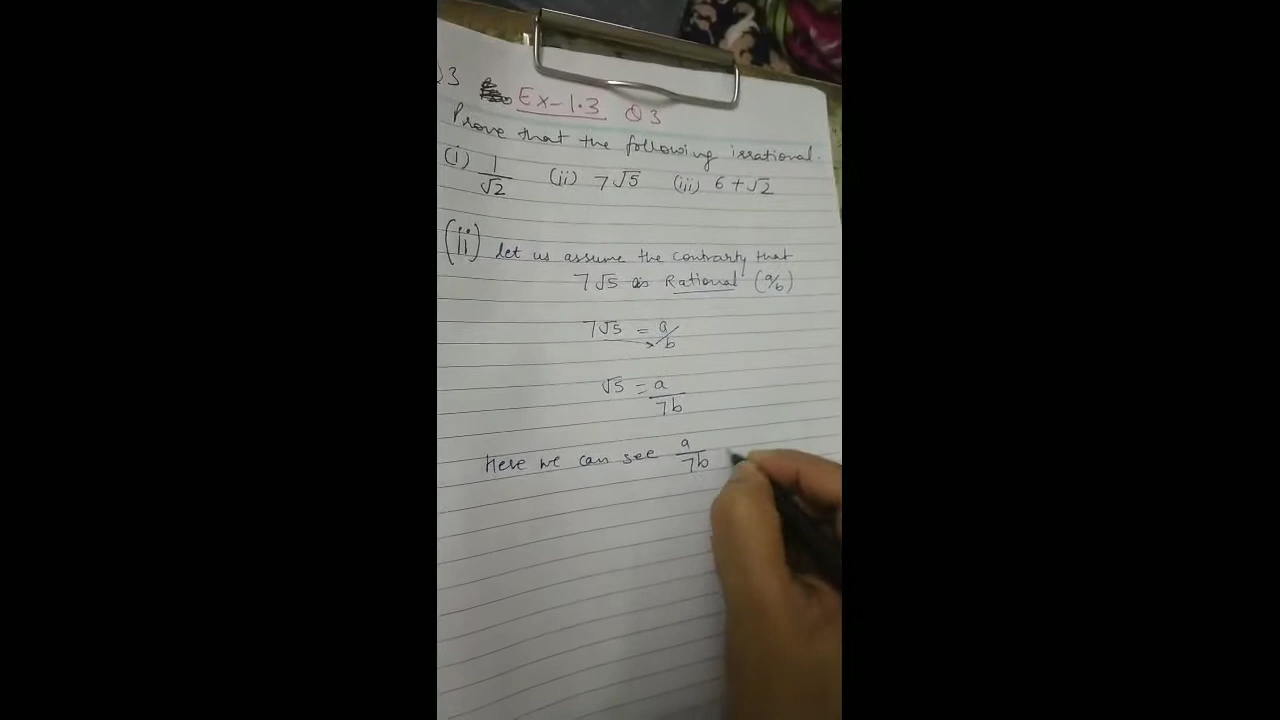 Q3 Ex-1.3 Q3
Prove that the following irrational.
(i) 1/√2 (ii) 7√5 (iii) 6+√2
(ii) let us assume the contrarty that
7√5 is Rational (a/b)
7√5 = a/b
√5 = a/7b
Here we can see a/7b